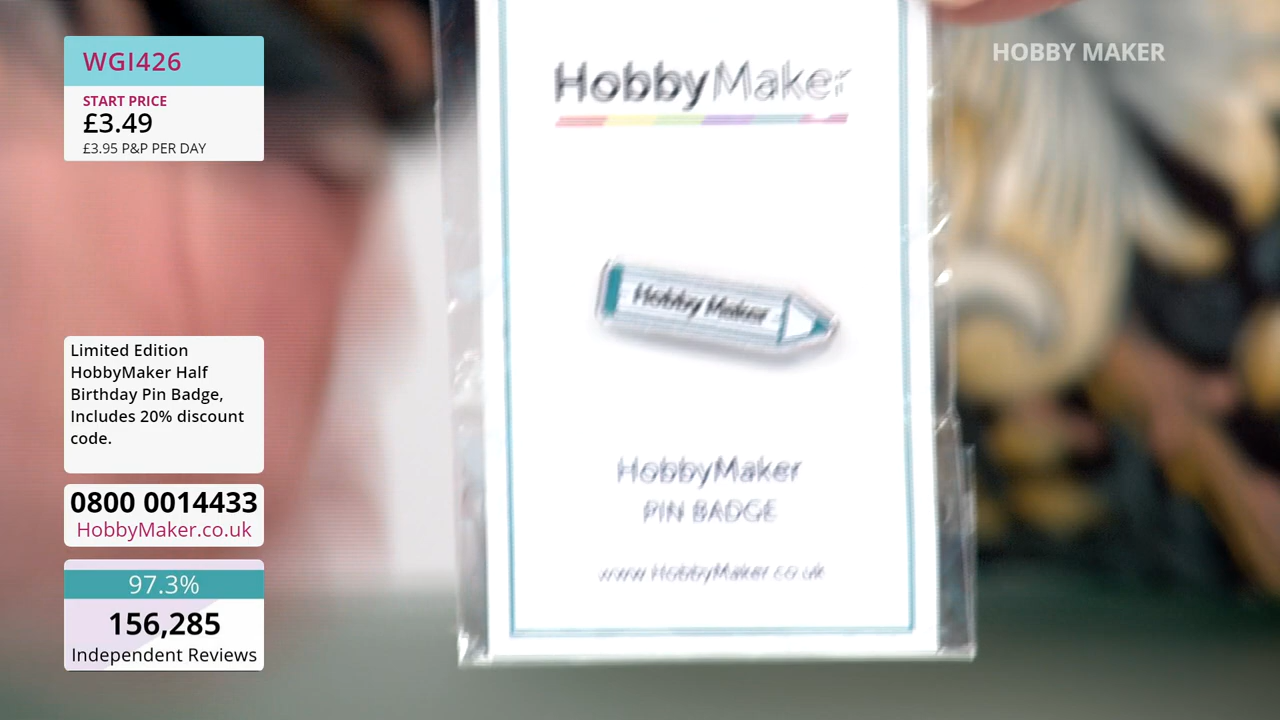 WGI426
START PRICE
£3.49
£3.95 P&P PER DAY
Limited Edition
HobbyMaker Half
Birthday Pin Badge,
Includes 20% discount
code.
0800 0014433
HobbyMaker.co.uk
97.3%
156,285
Independent Reviews
HobbyMaker
Hobby Maker
HobbyMaker
PIN BADGE
www.HobbyMaker.co.uk
HOBBY MAKER